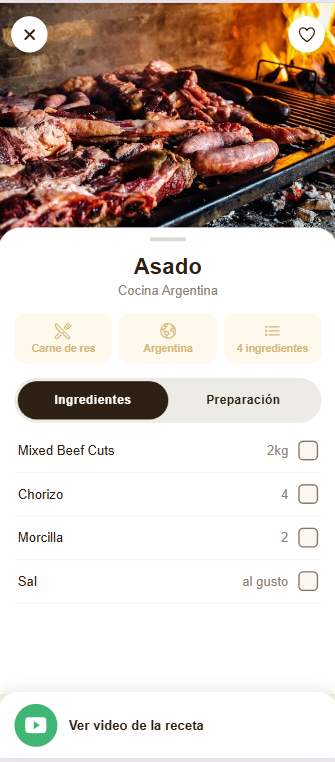 Asado
Cocina Argentina
Carne de res
Argentina
4 ingredientes
Ingredientes
Preparación
Mixed Beef Cuts 2kg
Chorizo 4
Morcilla 2
Sal al gusto
Ver video de la receta